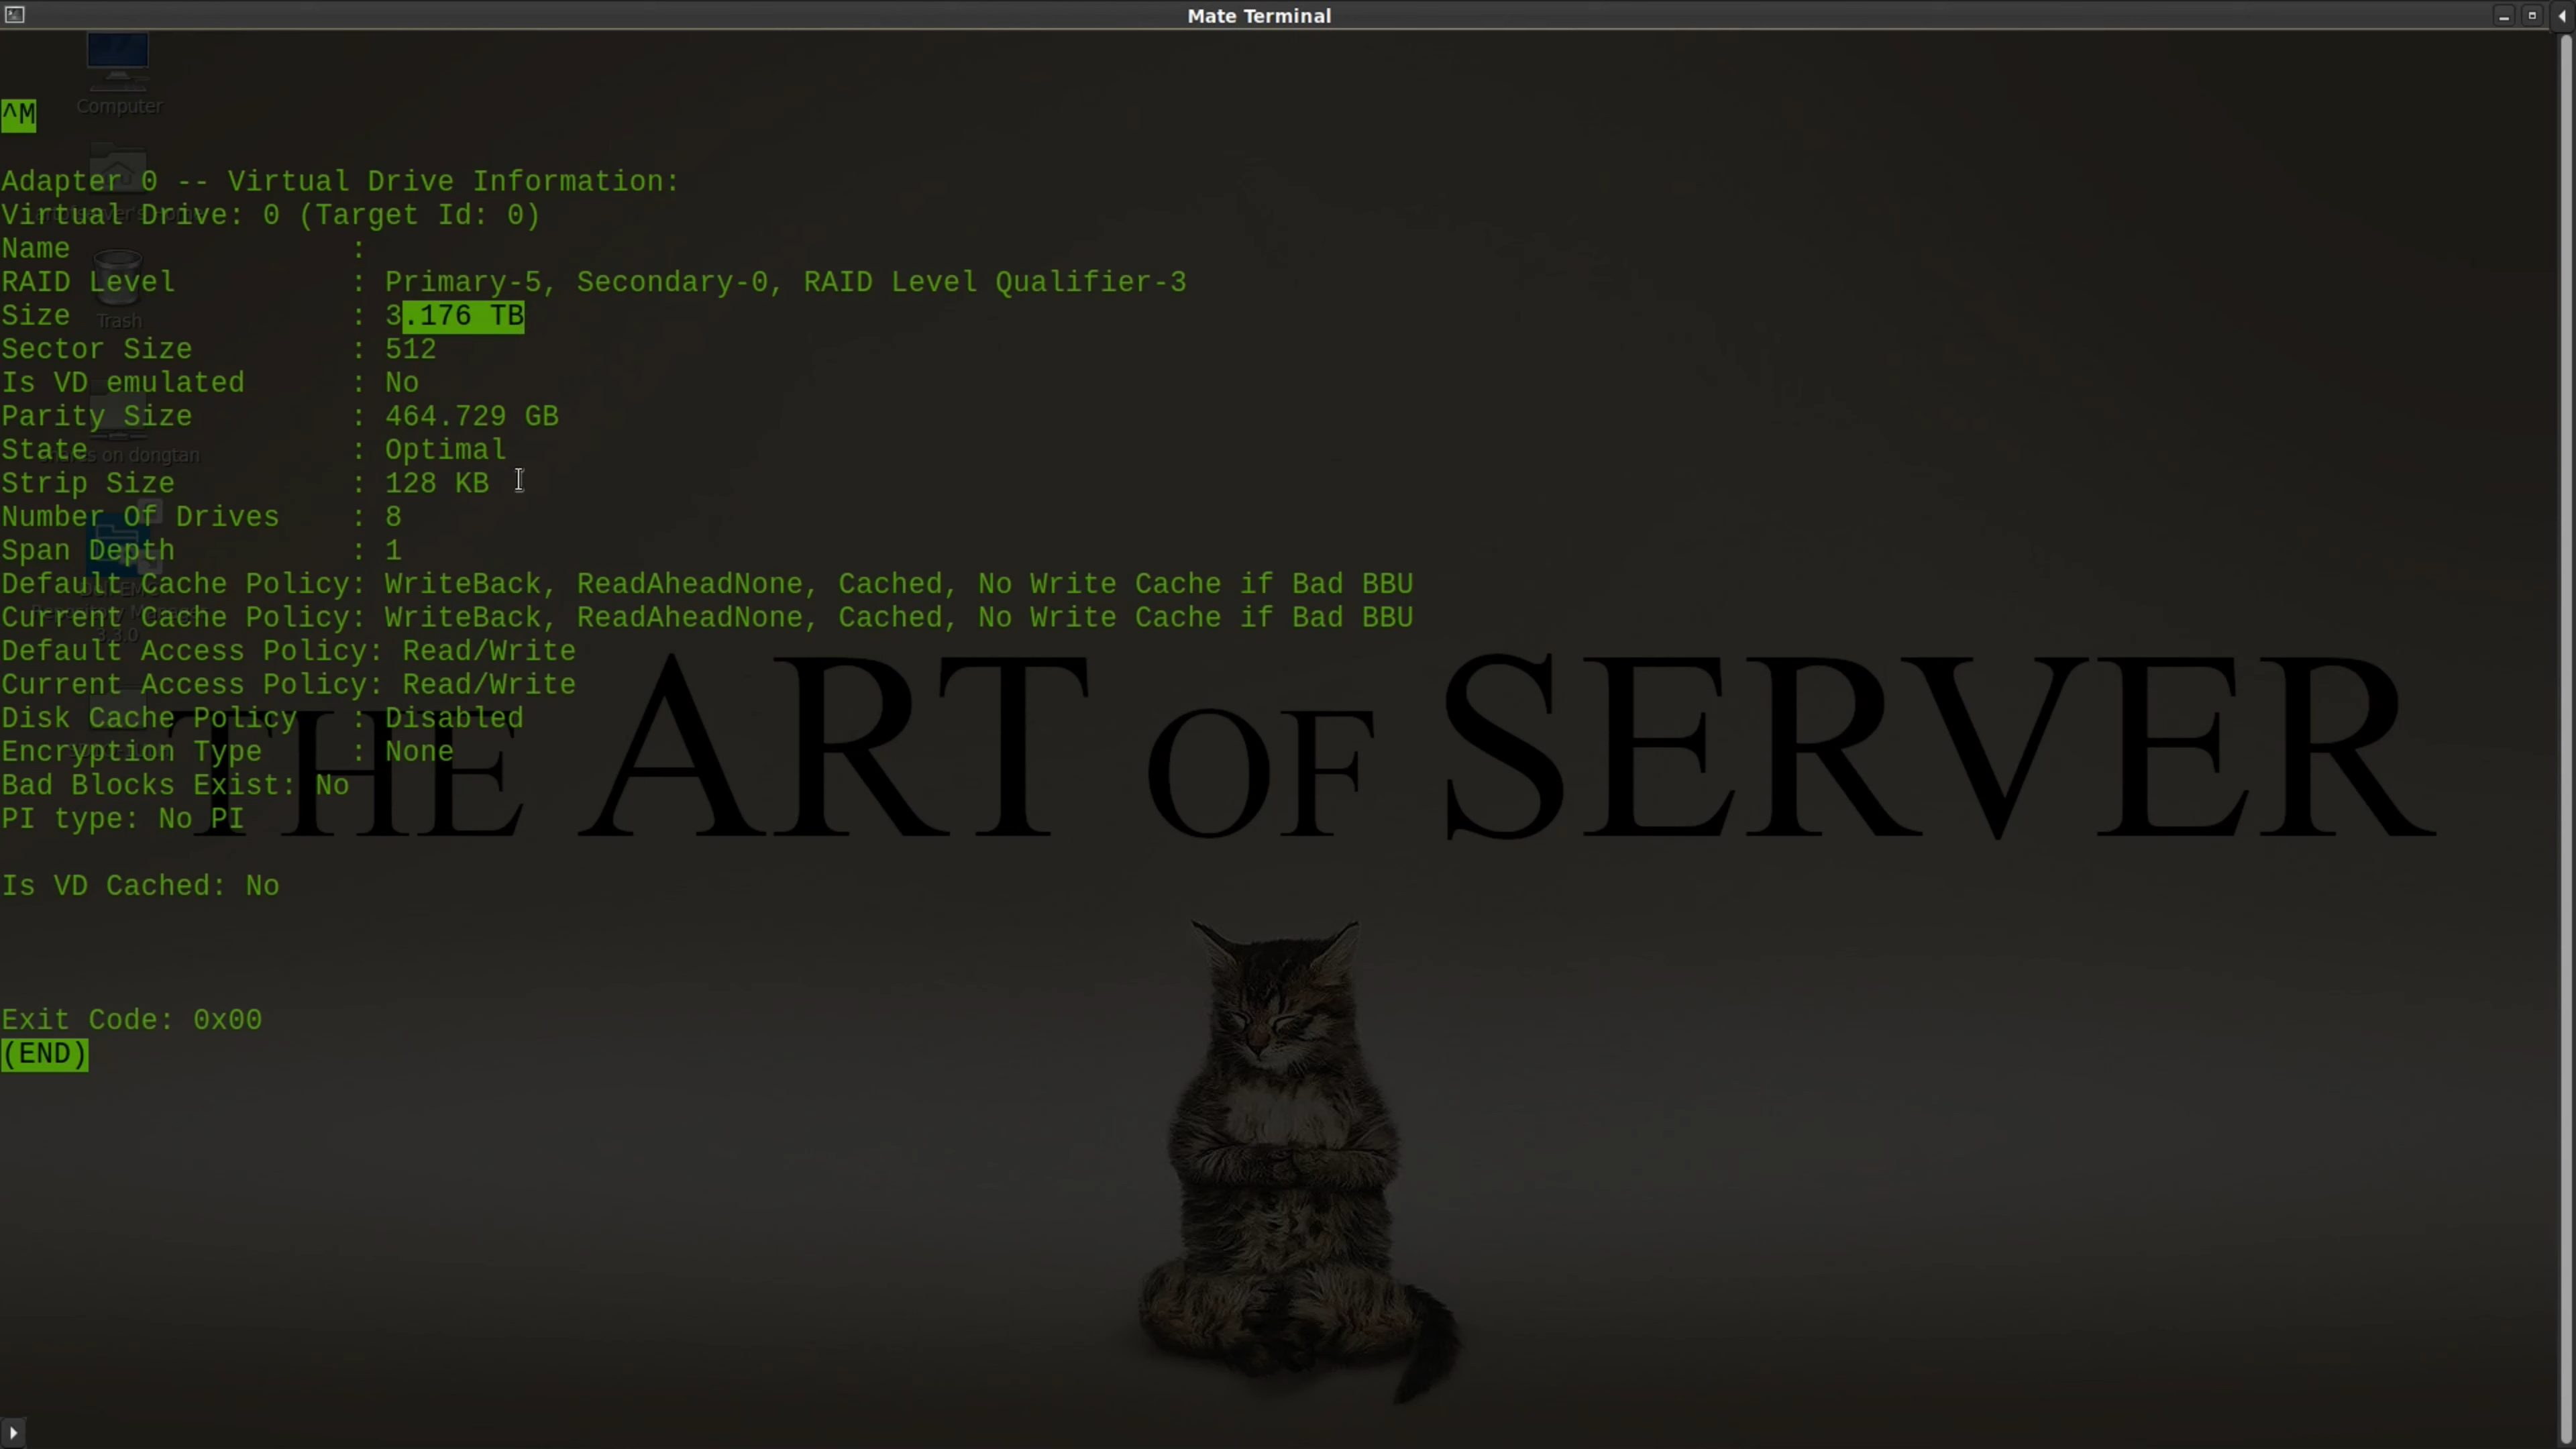 Mate Terminal
Computer
^M
Adapter 0 -- Virtual Drive Information:
Virtual Drive: 0 (Target Id: 0)
Name                 :
RAID Level           : Primary-5, Secondary-0, RAID Level Qualifier-3
Size                 : 3.176 TB
Trash
Sector Size          : 512
Is VD emulated       : No
Parity Size          : 464.729 GB
State                : Optimal
on dongtan
Strip Size           : 128 KB
Number Of Drives     : 8
Span Depth           : 1
Default Cache Policy: WriteBack, ReadAheadNone, Cached, No Write Cache if Bad BBU
Current Cache Policy: WriteBack, ReadAheadNone, Cached, No Write Cache if Bad BBU
3.3.0
Default Access Policy: Read/Write
Current Access Policy: Read/Write
Disk Cache Policy    : Disabled
Encryption Type      : None
Bad Blocks Exist: No
PI type: No PI
THE ART OF SERVER
Is VD Cached: No
Exit Code: 0x00
(END)